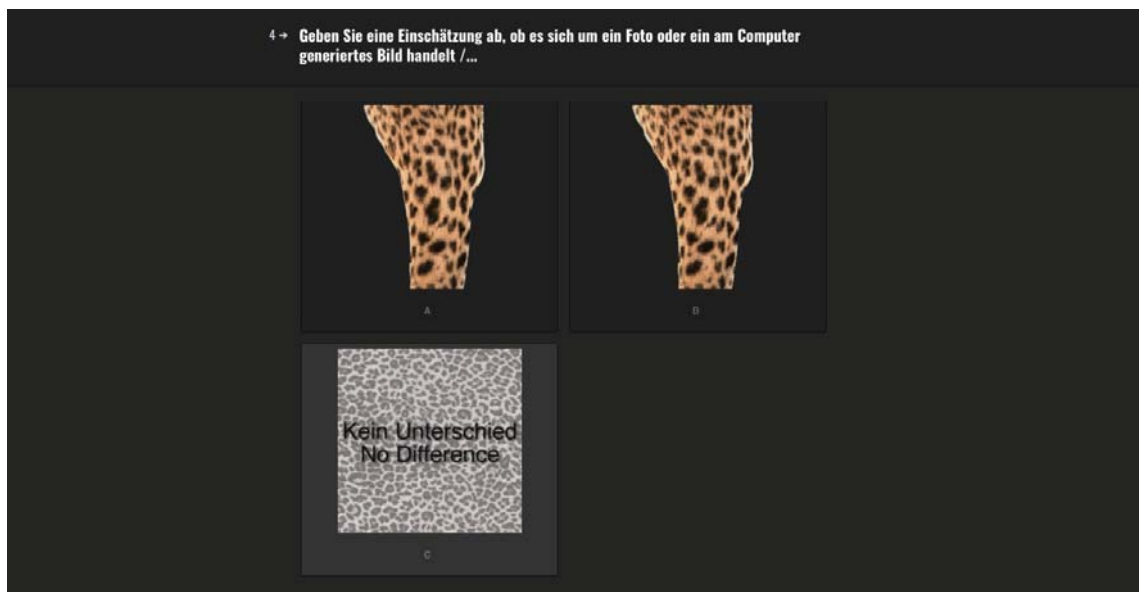 4 → Geben Sie eine Einschätzung ab, ob es sich um ein Foto oder ein am Computer
generiertes Bild handelt /...
A
B
Kein Unterschied
No Difference
C